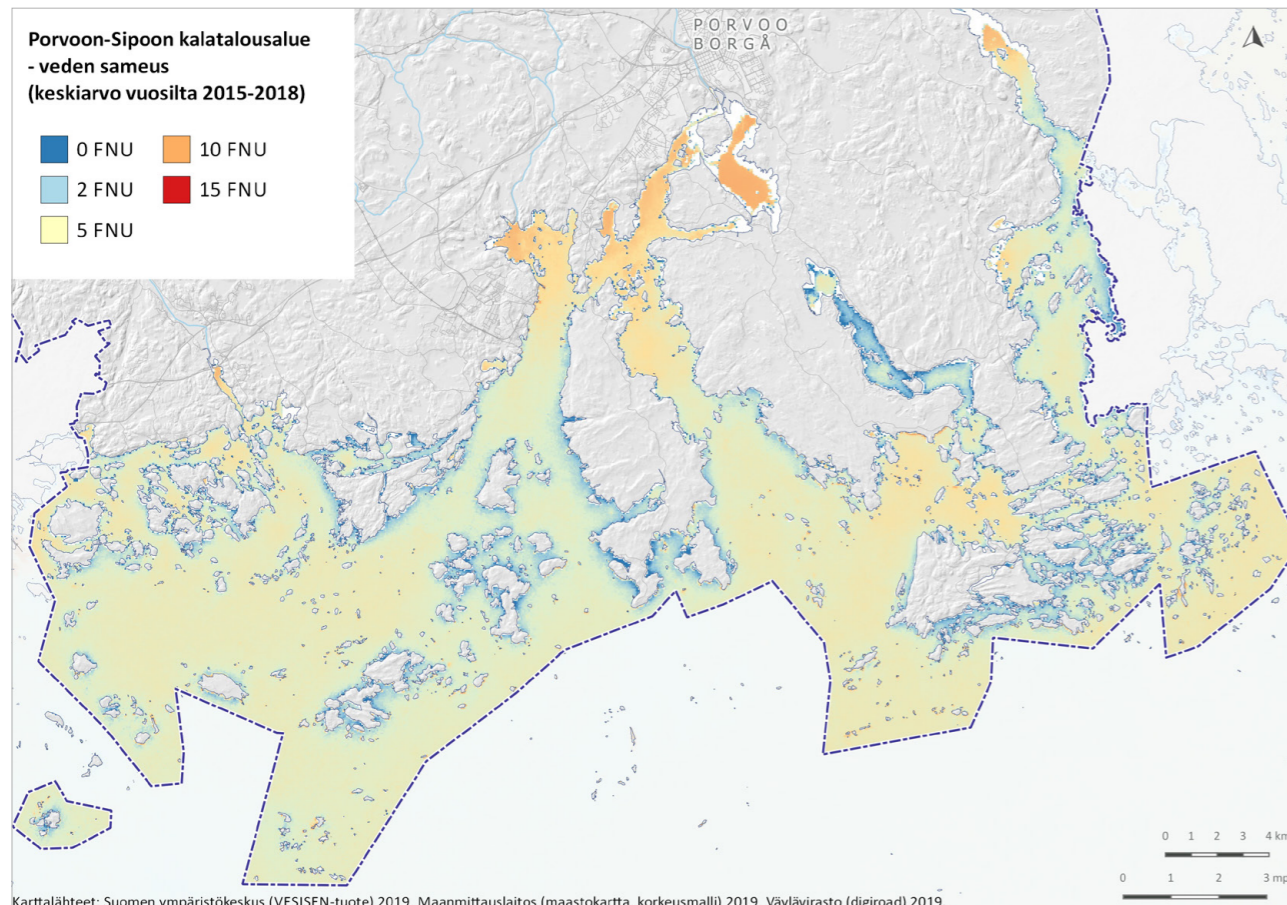 Porvoon-Sipoon kalatalousalue
- veden sameus
(keskiarvo vuosilta 2015-2018)
0 FNU
10 FNU
2 FNU
15 FNU
5 FNU
PORVOO
BORGÅ
0 1 2 3 4 km
0 1 2 3 mp
Karttalähteet: Suomen ympäristökeskus (VESISEN-tuote) 2019, Maanmittauslaitos (maastokartta, korkeusmalli) 2019, Väylävirasto (digiroad) 2019